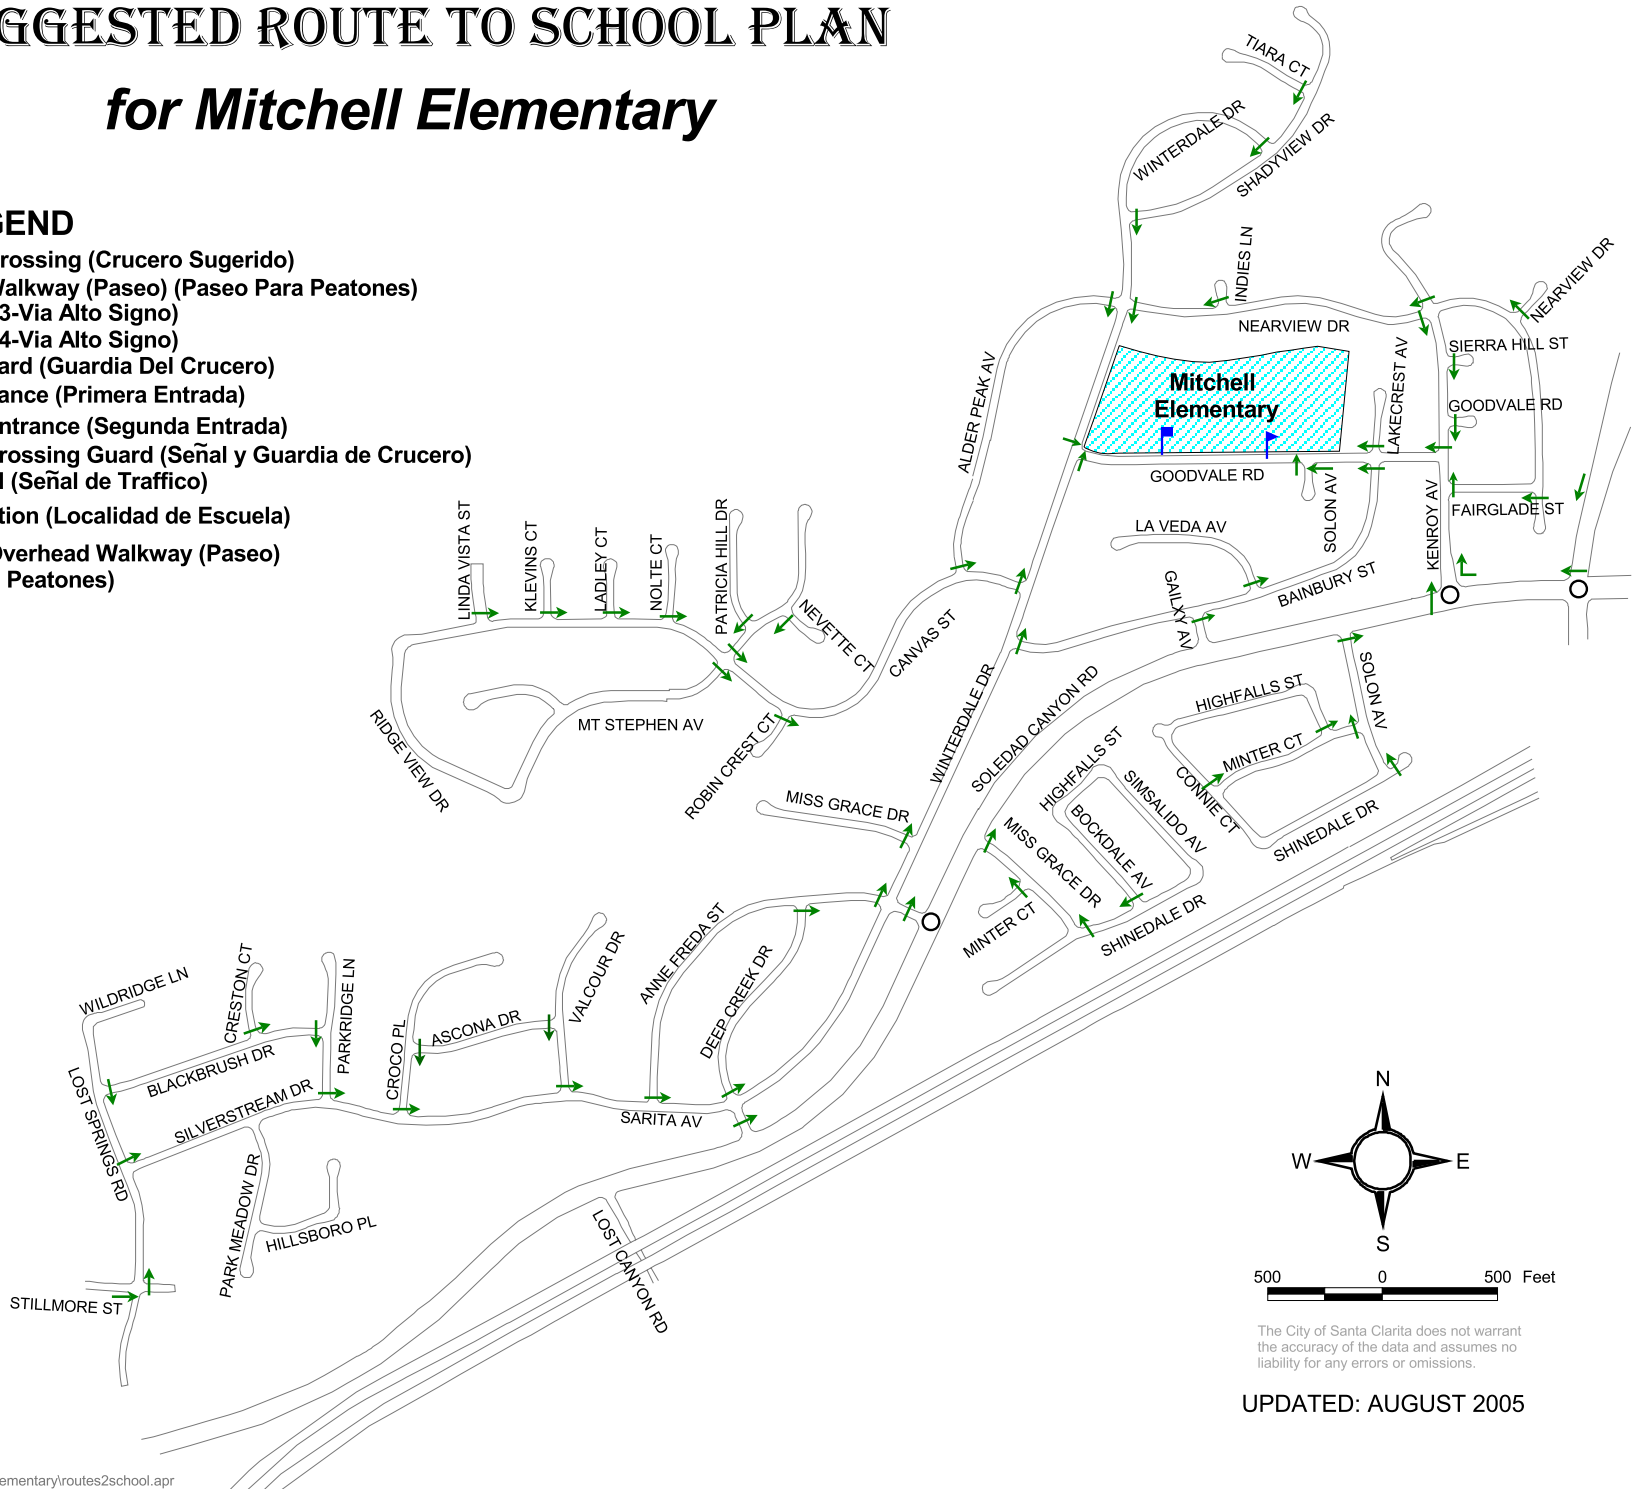 GGESTED ROUTE TO SCHOOL PLAN
for Mitchell Elementary
GEND
rossing (Crucero Sugerido)
Walkway (Paseo) (Paseo Para Peatones)
3-Via Alto Signo)
4-Via Alto Signo)
ard (Guardia Del Crucero)
ance (Primera Entrada)
ntrance (Segunda Entrada)
rossing Guard (Señal y Guardia de Crucero)
l (Señal de Traffico)
tion (Localidad de Escuela)
Overhead Walkway (Paseo)
Peatones)
TIARA CT
WINTERDALE DR
SHADYVIEW DR
INDIES LN
NEARVIEW DR
NEARVIEW DR
SIERRA HILL ST
LAKECREST AV
ALDER PEAK AV
Mitchell
Elementary
GOODVALE RD
GOODVALE RD
SOLON AV
KENROY AV
FAIRGLADE ST
LA VEDA AV
BAINBURY ST
GAILXY AV
LINDA VISTA ST
KLEVINS CT
LADLEY CT
NOLTE CT
PATRICIA HILL DR
NEVETTE CT
CANVAS ST
RIDGE VIEW DR
MT STEPHEN AV
ROBIN CREST CT
WINTERDALE DR
SOLEDAD CANYON RD
HIGHFALLS ST
SOLON AV
MINTER CT
CONNIE CT
SHINEDALE DR
HIGHFALLS ST
SIMSALIDO AV
BOCKDALE AV
MISS GRACE DR
MISS GRACE DR
MINTER CT
SHINEDALE DR
ANNE FREDA ST
DEEP CREEK DR
VALCOUR DR
ASCONA DR
CROCO PL
PARKRIDGE LN
CRESTON CT
WILDRIDGE LN
BLACKBRUSH DR
LOST SPRINGS RD
SILVERSTREAM DR
SARITA AV
PARK MEADOW DR
HILLSBORO PL
STILLMORE ST
LOST CANYON RD
N
W
E
S
500 0 500 Feet
The City of Santa Clarita does not warrant
the accuracy of the data and assumes no
liability for any errors or omissions.
UPDATED: AUGUST 2005
ementary\routes2school.apr